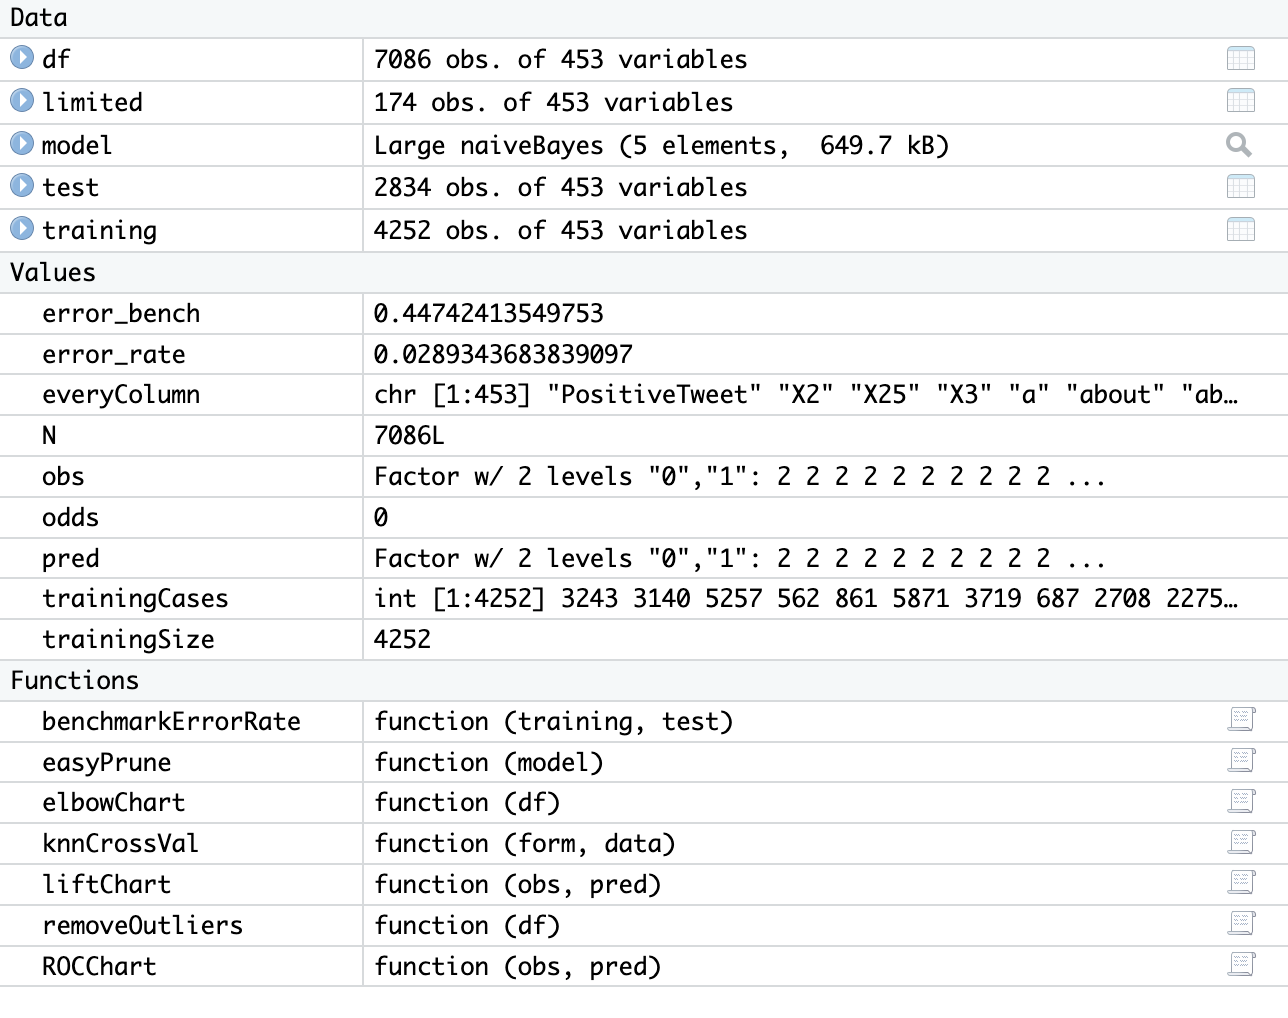 Data
df 7086 obs. of 453 variables
limited 174 obs. of 453 variables
model Large naiveBayes (5 elements,  649.7 kB)
test 2834 obs. of 453 variables
training 4252 obs. of 453 variables
Values
error_bench 0.44742413549753
error_rate 0.0289343683839097
everyColumn chr [1:453] "PositiveTweet" "X2" "X25" "X3" "a" "about" "ab…
N 7086L
obs Factor w/ 2 levels "0","1": 2 2 2 2 2 2 2 2 2 2 ...
odds 0
pred Factor w/ 2 levels "0","1": 2 2 2 2 2 2 2 2 2 2 ...
trainingCases int [1:4252] 3243 3140 5257 562 861 5871 3719 687 2708 2275…
trainingSize 4252
Functions
benchmarkErrorRate function (training, test)
easyPrune function (model)
elbowChart function (df)
knnCrossVal function (form, data)
liftChart function (obs, pred)
removeOutliers function (df)
ROCChart function (obs, pred)